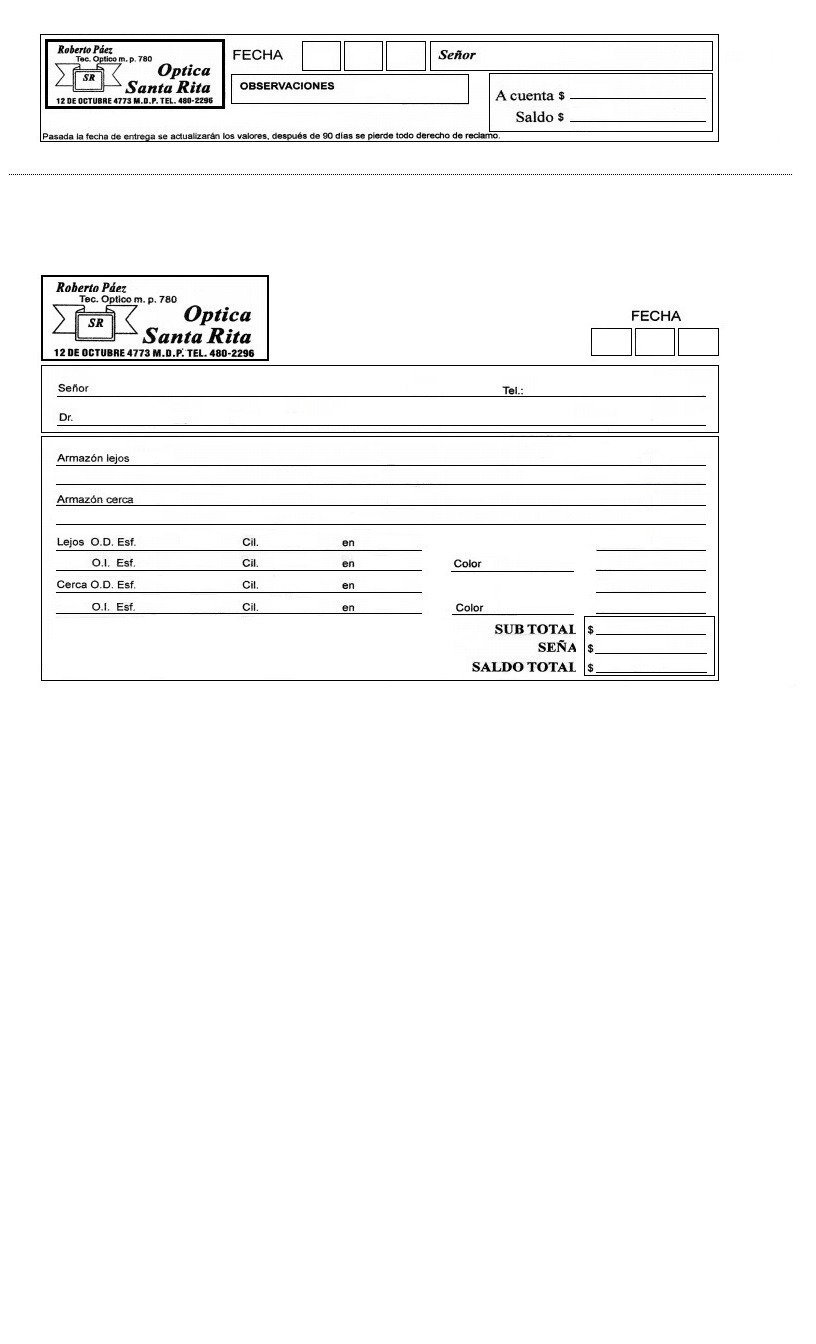 Roberto Páez
Tec. Optico m. p. 780
SR
Optica
Santa Rita
12 DE OCTUBRE 4773 M.D.P. TEL. 480-2296
FECHA
Señor
OBSERVACIONES
A cuenta $
Saldo $
Pasada la fecha de entrega se actualizarán los valores, después de 90 días se pierde todo derecho de reclamo.
Roberto Páez
Tec. Optico m. p. 780
SR
Optica
Santa Rita
12 DE OCTUBRE 4773 M.D.P. TEL. 480-2296
FECHA
Señor Tel.:
Dr.
Armazón lejos
Armazón cerca
Lejos O.D. Esf. Cil. en
O.I. Esf. Cil. en Color
Cerca O.D. Esf. Cil. en
O.I. Esf. Cil. en Color
SUB TOTAL $
SEÑA $
SALDO TOTAL $